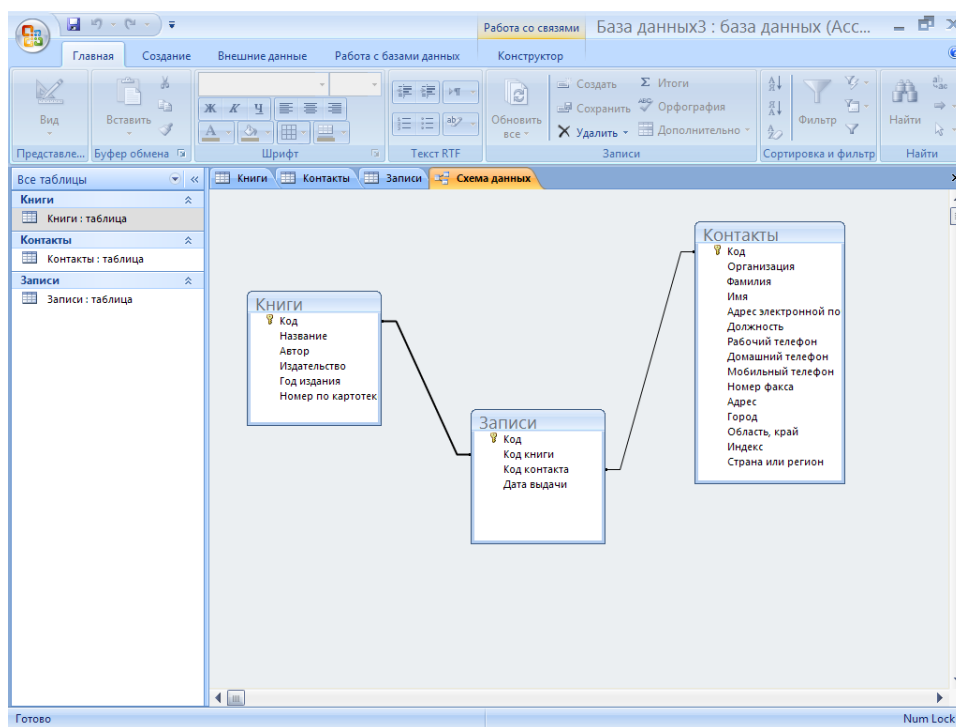 Работа со связями
База данных3 : база данных (Acc...
Главная
Создание
Внешние данные
Работа с базами данных
Конструктор
Вид
Вставить
Ж К Ч
Обновить все
Создать
Сохранить
Удалить
Σ Итоги
Орфография
Дополнительно
Фильтр
Найти
Представле...
Буфер обмена
Шрифт
Текст RTF
Записи
Сортировка и фильтр
Найти
Все таблицы
Книги
Контакты
Записи
Схема данных
Книги
Книги : таблица
Контакты
Контакты : таблица
Записи
Записи : таблица
Книги
Код
Название
Автор
Издательство
Год издания
Номер по картотек
Записи
Код
Код книги
Код контакта
Дата выдачи
Контакты
Код
Организация
Фамилия
Имя
Адрес электронной по
Должность
Рабочий телефон
Домашний телефон
Мобильный телефон
Номер факса
Адрес
Город
Область, край
Индекс
Страна или регион
Готово
Num Lock